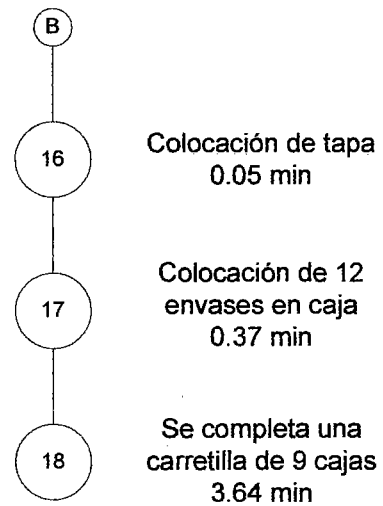 B
16
Colocación de tapa
0.05 min
17
Colocación de 12
envases en caja
0.37 min
18
Se completa una
carretilla de 9 cajas
3.64 min